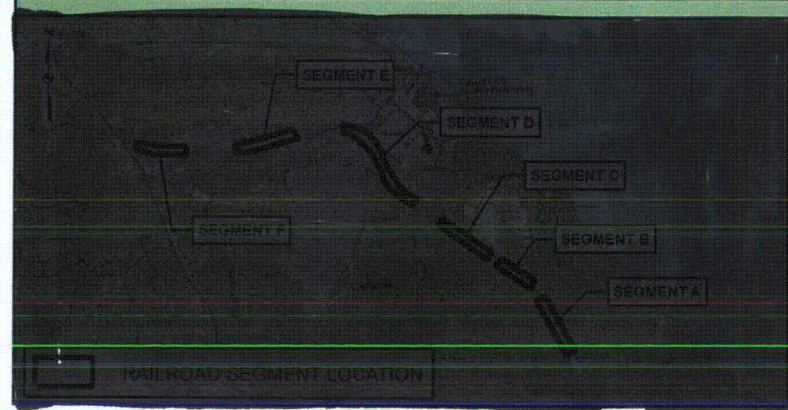 SEGMENT E
SEGMENT D
SEGMENT C
SEGMENT F
SEGMENT B
SEGMENT A
RAILROAD SEGMENT LOCATION